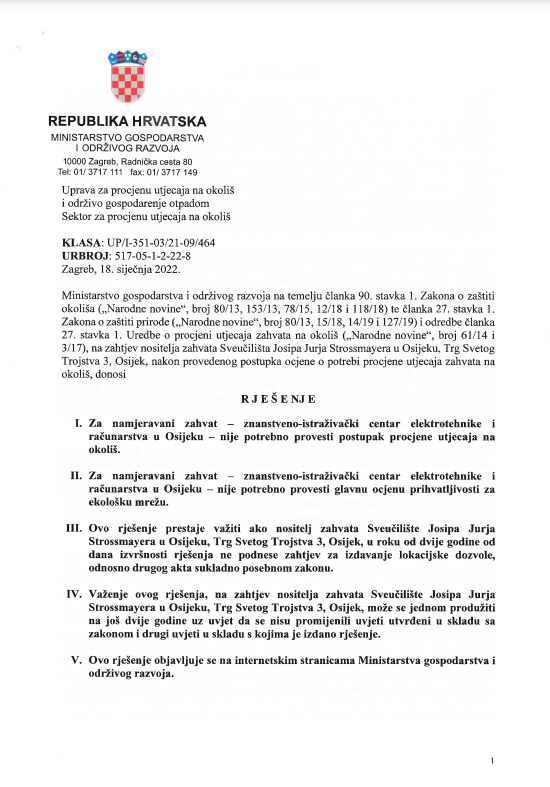 REPUBLIKA HRVATSKA
MINISTARSTVO GOSPODARSTVA
I ODRŽIVOG RAZVOJA
10000 Zagreb, Radnička cesta 80
Tel: 01/ 3717 111 fax: 01/ 3717 149
Uprava za procjenu utjecaja na okoliš
i održivo gospodarenje otpadom
Sektor za procjenu utjecaja na okoliš
KLASA: UP/I-351-03/21-09/464
URBROJ: 517-05-1-2-22-8
Zagreb, 18. siječnja 2022.
Ministarstvo gospodarstva i održivog razvoja na temelju članka 90. stavka 1. Zakona o zaštiti
okoliša („Narodne novine“, broj 80/13, 153/13, 78/15, 12/18 i 118/18) te članka 27. stavka 1.
Zakona o zaštiti prirode („Narodne novine“, broj 80/13, 15/18, 14/19 i 127/19) i odredbe članka
27. stavka 1. Uredbe o procjeni utjecaja zahvata na okoliš („Narodne novine“, broj 61/14 i
3/17), na zahtjev nositelja zahvata Sveučilišta Josipa Jurja Strossmayera u Osijeku, Trg Svetog
Trojstva 3, Osijek, nakon provedenog postupka ocjene o potrebi procjene utjecaja zahvata na
okoliš, donosi
R J E Š E N J E
I. Za namjeravani zahvat – znanstveno-istraživački centar elektrotehnike i
računarstva u Osijeku – nije potrebno provesti postupak procjene utjecaja na
okoliš.
II. Za namjeravani zahvat – znanstveno-istraživački centar elektrotehnike i
računarstva u Osijeku – nije potrebno provesti glavnu ocjenu prihvatljivosti za
ekološku mrežu.
III. Ovo rješenje prestaje važiti ako nositelj zahvata Sveučilište Josipa Jurja
Strossmayera u Osijeku, Trg Svetog Trojstva 3, Osijek, u roku od dvije godine od
dana izvršnosti rješenja ne podnese zahtjev za izdavanje lokacijske dozvole,
odnosno drugog akta sukladno posebnom zakonu.
IV. Važenje ovog rješenja, na zahtjev nositelja zahvata Sveučilište Josipa Jurja
Strossmayera u Osijeku, Trg Svetog Trojstva 3, Osijek, može se jednom produžiti
na još dvije godine uz uvjet da se nisu promijenili uvjeti utvrđeni u skladu sa
zakonom i drugi uvjeti u skladu s kojima je izdano rješenje.
V. Ovo rješenje objavljuje se na internetskim stranicama Ministarstva gospodarstva i
održivog razvoja.
1